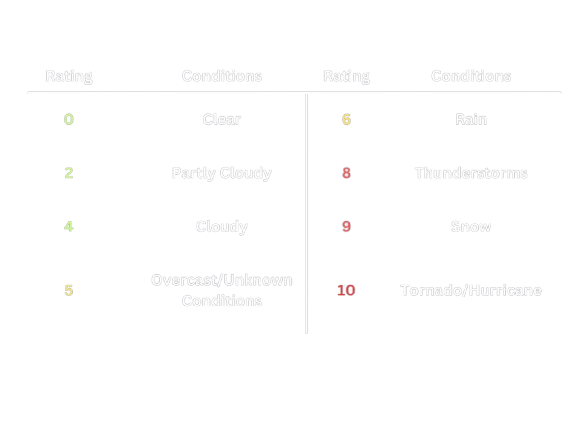 Rating Conditions Rating Conditions
0 Clear 6 Rain
2 Partly Cloudy 8 Thunderstorms
4 Cloudy 9 Snow
5 Overcast/Unknown Conditions 10 Tornado/Hurricane